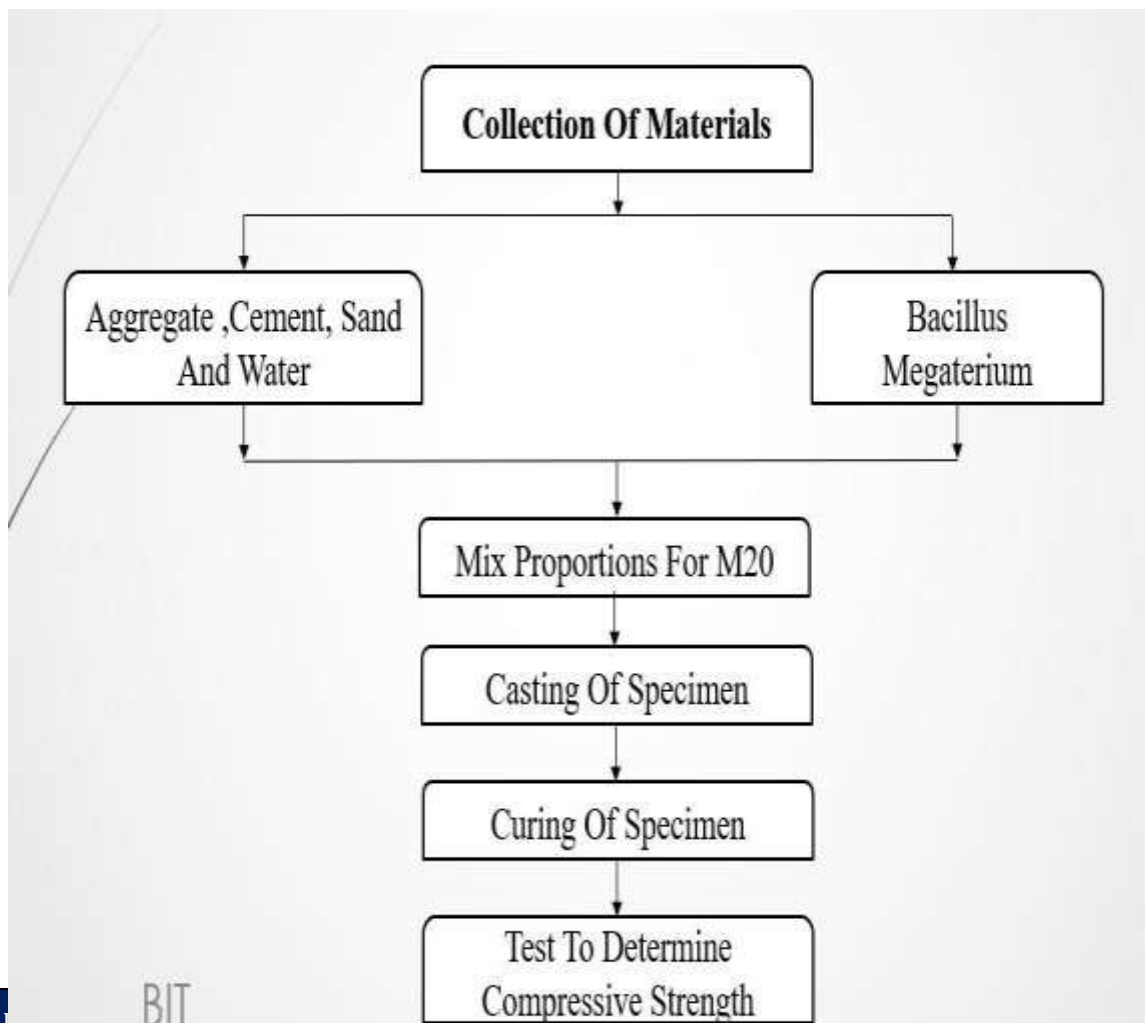 Collection Of Materials
Aggregate ,Cement, Sand
And Water
Bacillus
Megaterium
Mix Proportions For M20
Casting Of Specimen
Curing Of Specimen
Test To Determine
Compressive Strength
BIT